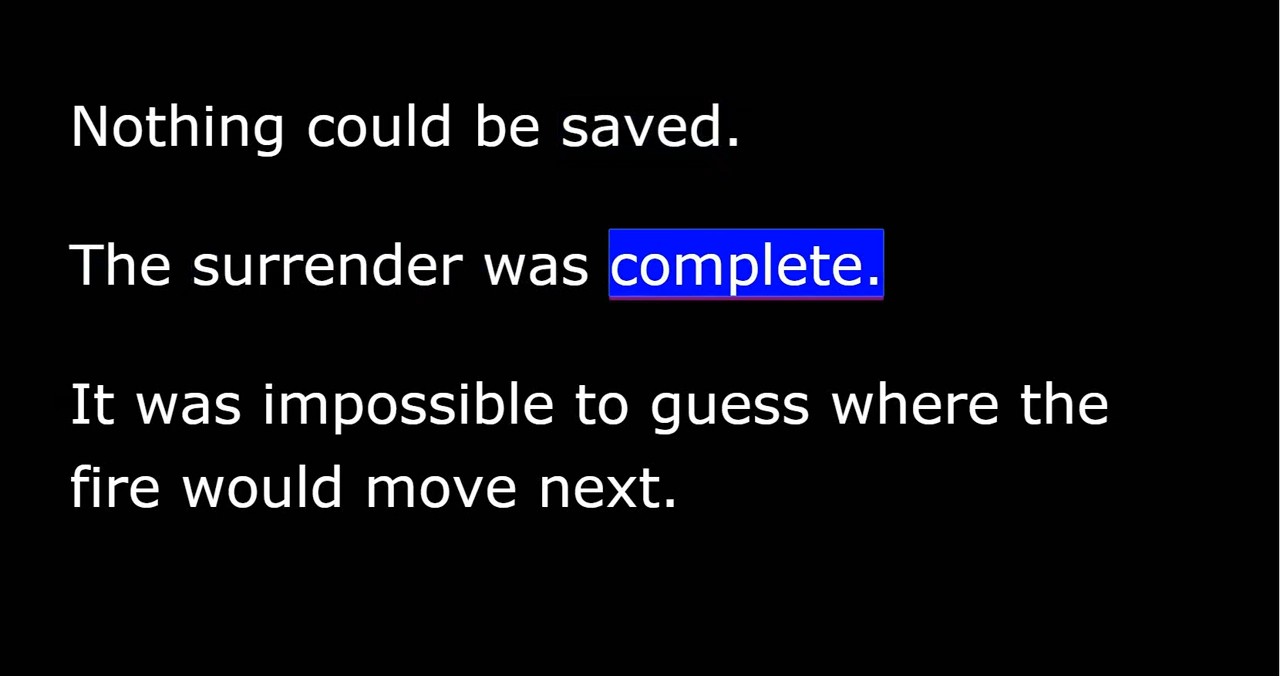 Nothing could be saved.
The surrender was complete.
It was impossible to guess where the
fire would move next.